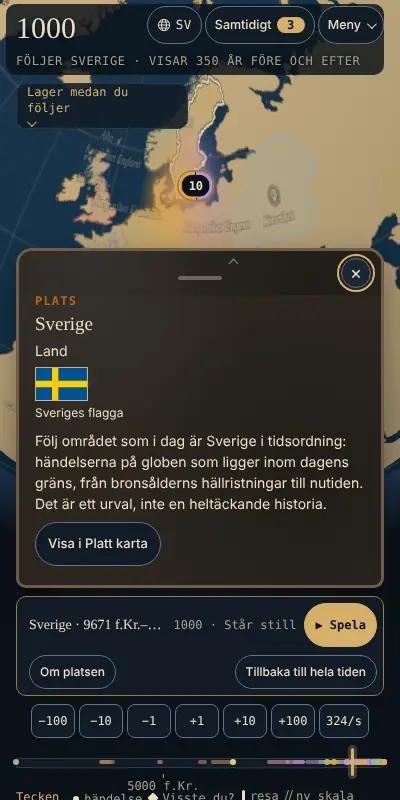 1000
SV
Samtidigt 3
Meny
FÖLJER SVERIGE · VISAR 350 ÅR FÖRE OCH EFTER
Lager medan du
följer
10
PLATS
Sverige
Land
Sveriges flagga
Följ området som i dag är Sverige i tidsordning:
händelserna på globen som ligger inom dagens
gräns, från bronsålderns hällristningar till nutiden.
Det är ett urval, inte en heltäckande historia.
Visa i Platt karta
Sverige · 9671 f.Kr.–…
1000 · Står still
▶ Spela
Om platsen
Tillbaka till hela tiden
−100
−10
−1
+1
+10
+100
324/s
5000 f.Kr.
Tecken
händelse
Visste du?
resa
ny skala